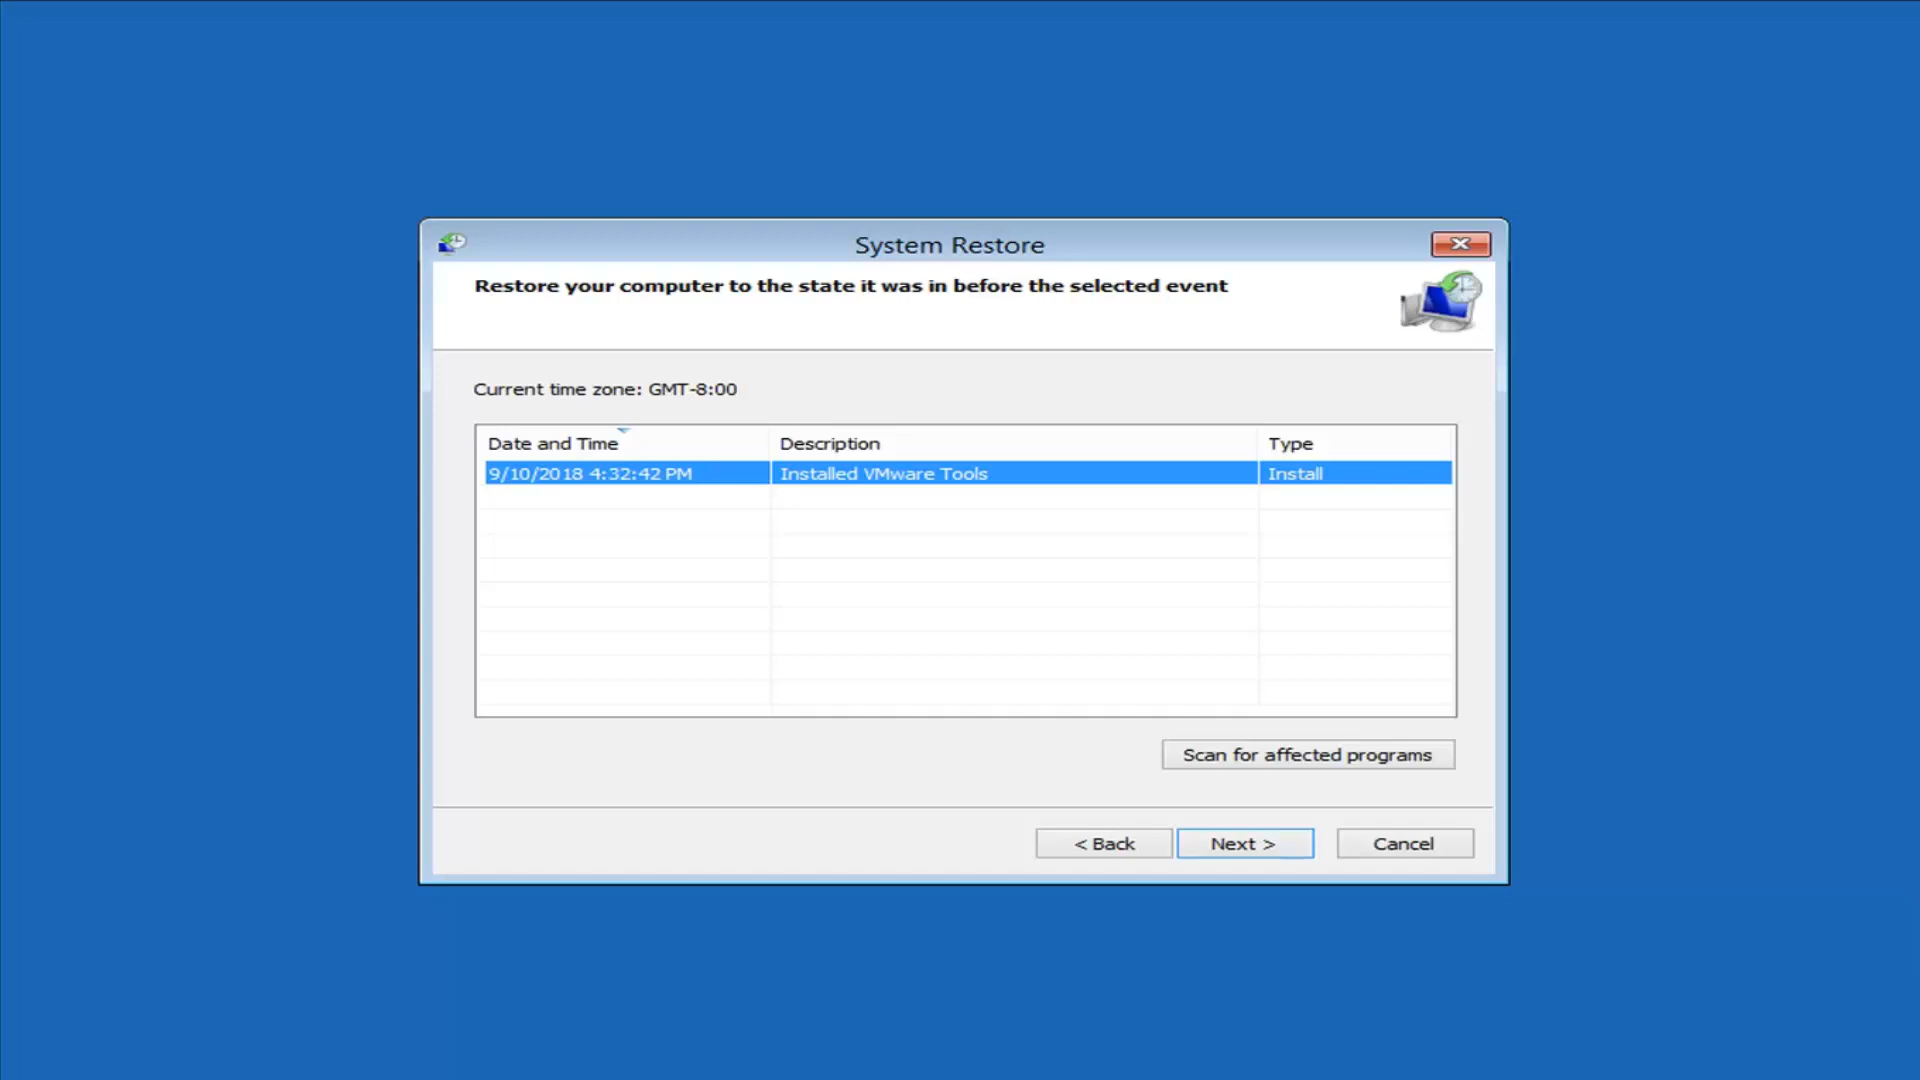 System Restore
Restore your computer to the state it was in before the selected event
Current time zone: GMT-8:00
Date and Time Description Type
9/10/2018 4:32:42 PM Installed VMware Tools Install
Scan for affected programs
< Back Next > Cancel